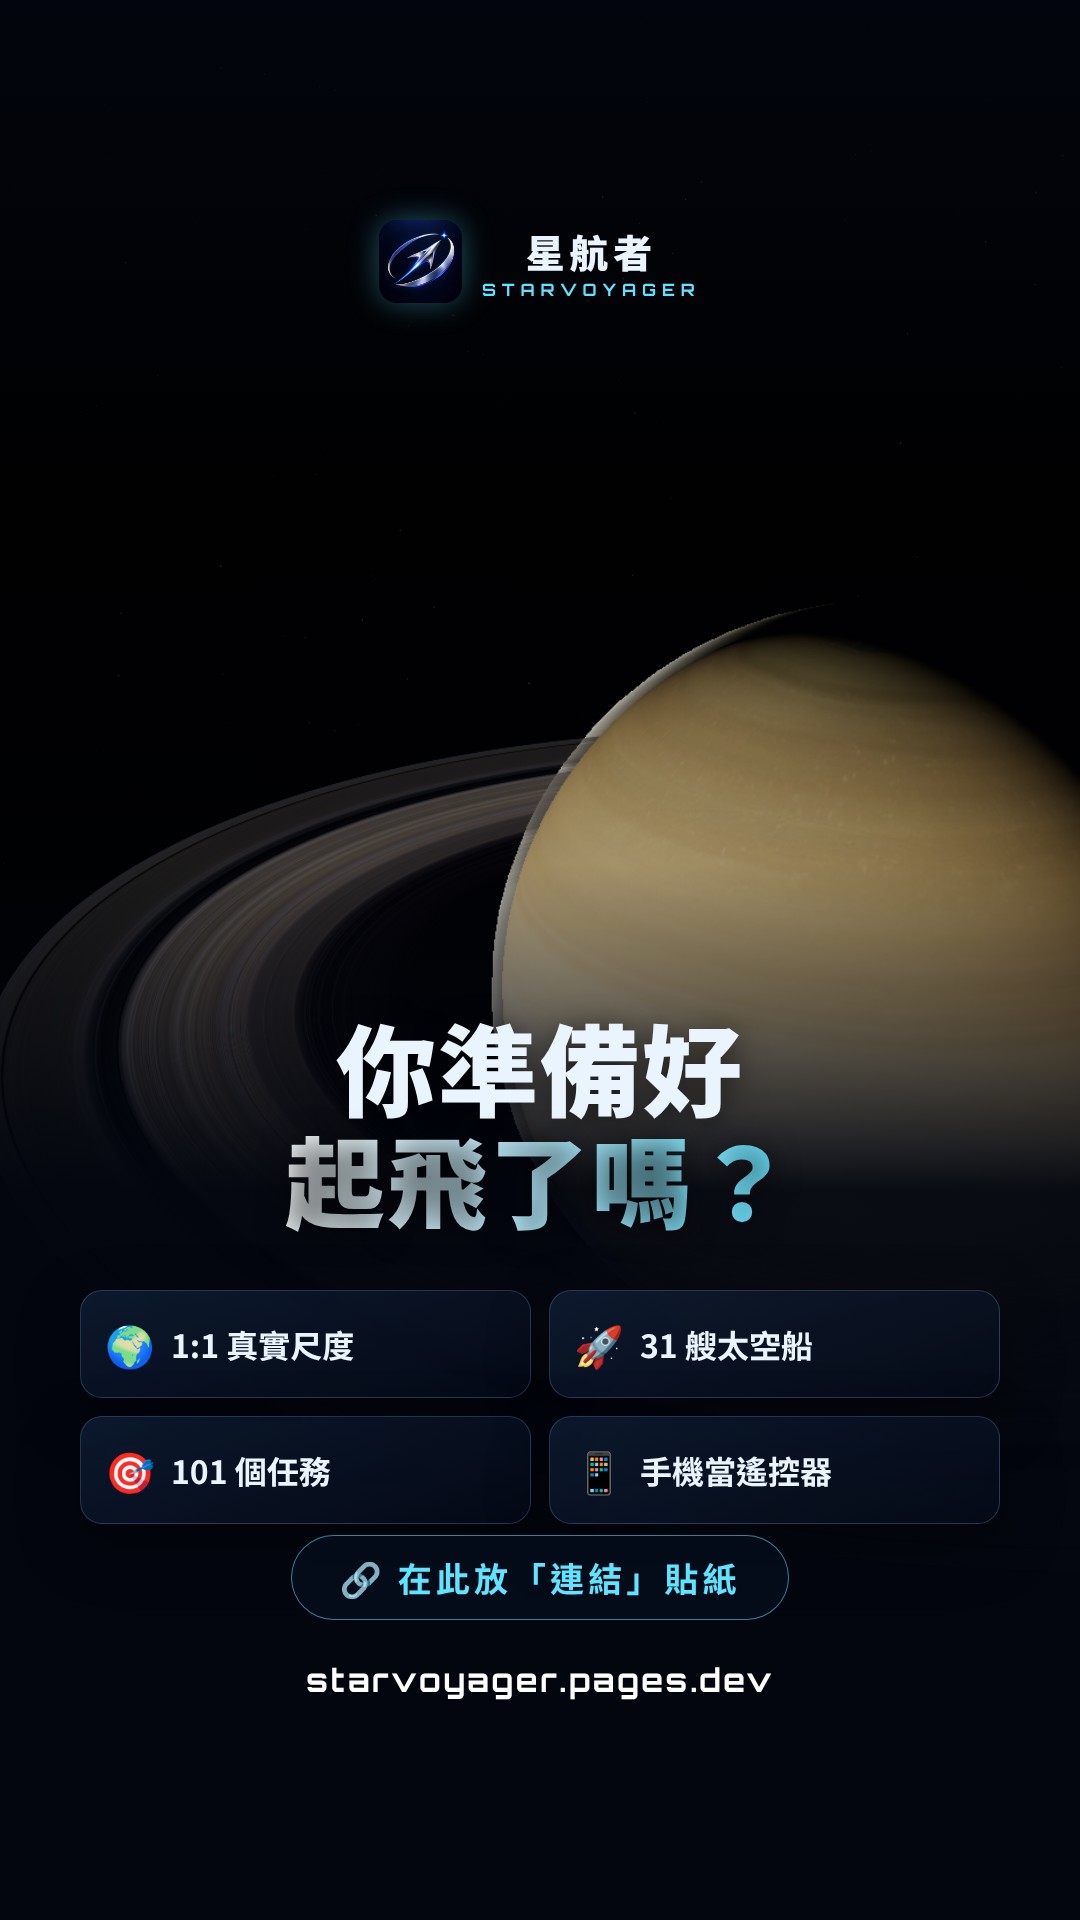 星航者
STARVOYAGER
你準備好
起飛了嗎？
1:1 真實尺度
31 艘太空船
101 個任務
手機當遙控器
在此放「連結」貼紙
starvoyager.pages.dev